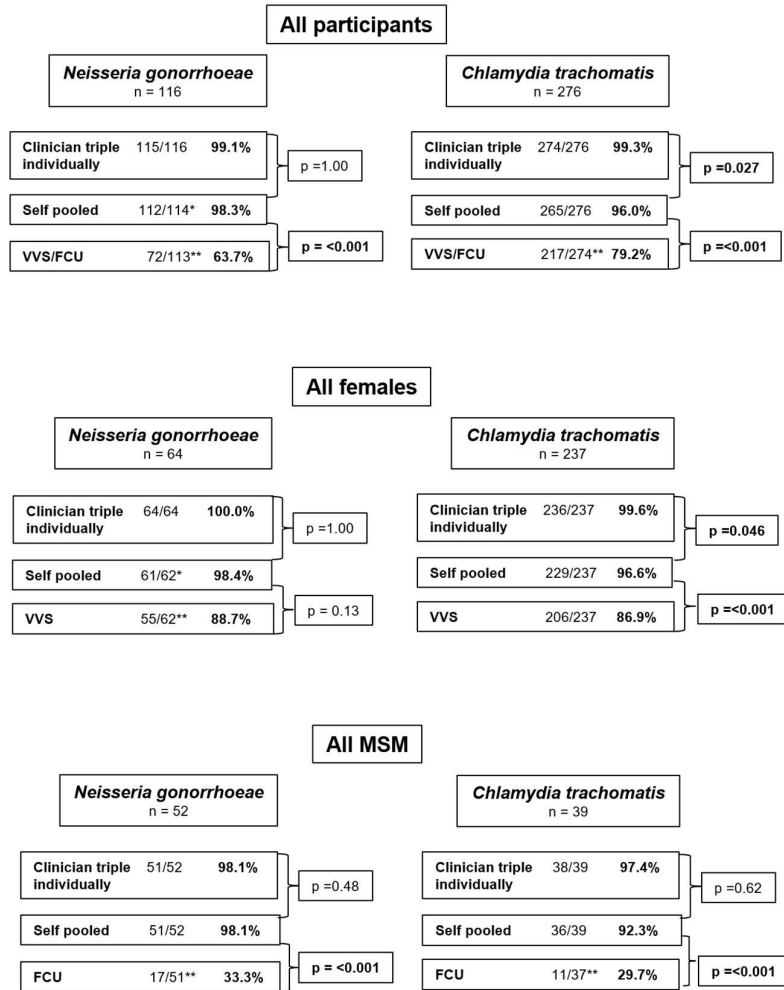 All participants
Neisseria gonorrhoeae
n = 116
Clinician triple 115/116 99.1%
individually
p =1.00
Self pooled 112/114* 98.3%
p = <0.001
VVS/FCU 72/113** 63.7%
Chlamydia trachomatis
n = 276
Clinician triple 274/276 99.3%
individually
p =0.027
Self pooled 265/276 96.0%
p =<0.001
VVS/FCU 217/274** 79.2%
All females
Neisseria gonorrhoeae
n = 64
Clinician triple 64/64 100.0%
individually
p =1.00
Self pooled 61/62* 98.4%
p = 0.13
VVS 55/62** 88.7%
Chlamydia trachomatis
n = 237
Clinician triple 236/237 99.6%
individually
p =0.046
Self pooled 229/237 96.6%
p =<0.001
VVS 206/237 86.9%
All MSM
Neisseria gonorrhoeae
n = 52
Clinician triple 51/52 98.1%
individually
p =0.48
Self pooled 51/52 98.1%
p = <0.001
FCU 17/51** 33.3%
Chlamydia trachomatis
n = 39
Clinician triple 38/39 97.4%
individually
p =0.62
Self pooled 36/39 92.3%
p =<0.001
FCU 11/37** 29.7%